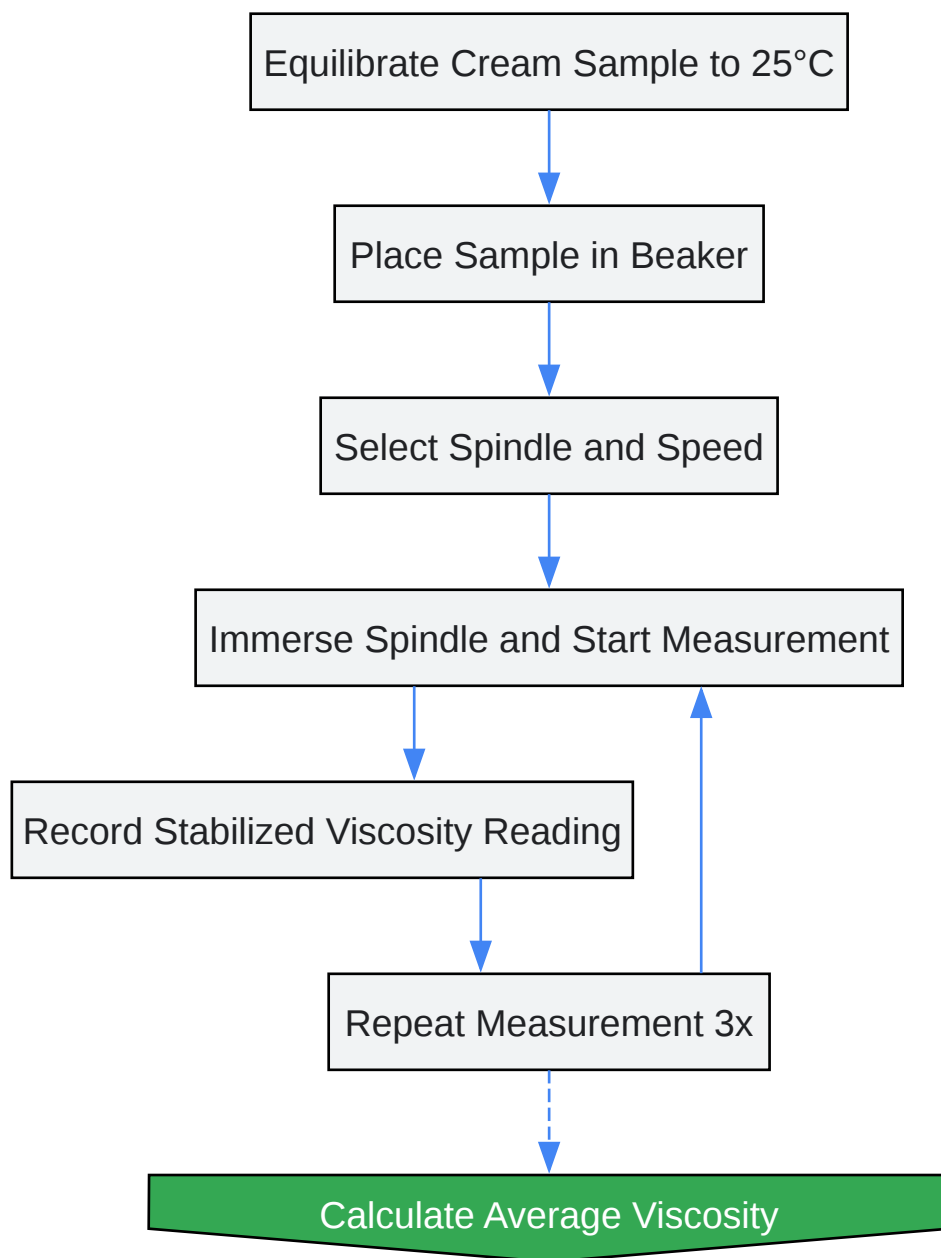 Equilibrate Cream Sample to 25°C
Place Sample in Beaker
Select Spindle and Speed
Immerse Spindle and Start Measurement
Record Stabilized Viscosity Reading
Repeat Measurement 3x
Calculate Average Viscosity